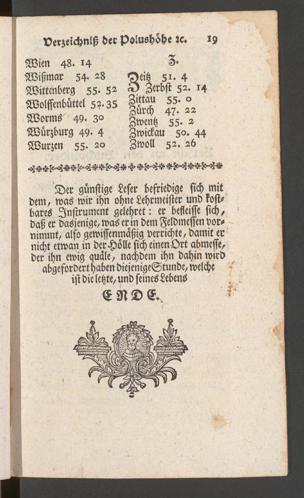 Verzeichniß der Polushöhe ꝛc. 19
Wien 48. 14
Wißmar 54. 28
Wittenberg 55. 52
Wolffenbüttel 52. 35
Worms 49. 30
Würzburg 49. 4
Wurzen 55. 20
Z.
Zeitz 51. 4
Zerbst 52. 14
Zittau 55. 0
Zürch 47. 22
Zwentz 55. 2
Zwickau 50. 44
Zwoll 52. 26
Der günstige Leser befriedige sich mit
dem, was wir ihn ohne Lehrmeister und kost-
bares Instrument gelehret: er befleisse sich,
daß er dasjenige, was er in dem Feldmessen vor-
nimmt, also gewissenmäßig verrichte, damit er
nicht etwan in der Hölle sich einen Ort abmesse,
der ihn ewig quäle, nachdem ihn dahin wird
abgefordert haben diejenige Stunde, welche
ist die letzte, und seines Lebens
ENDE.